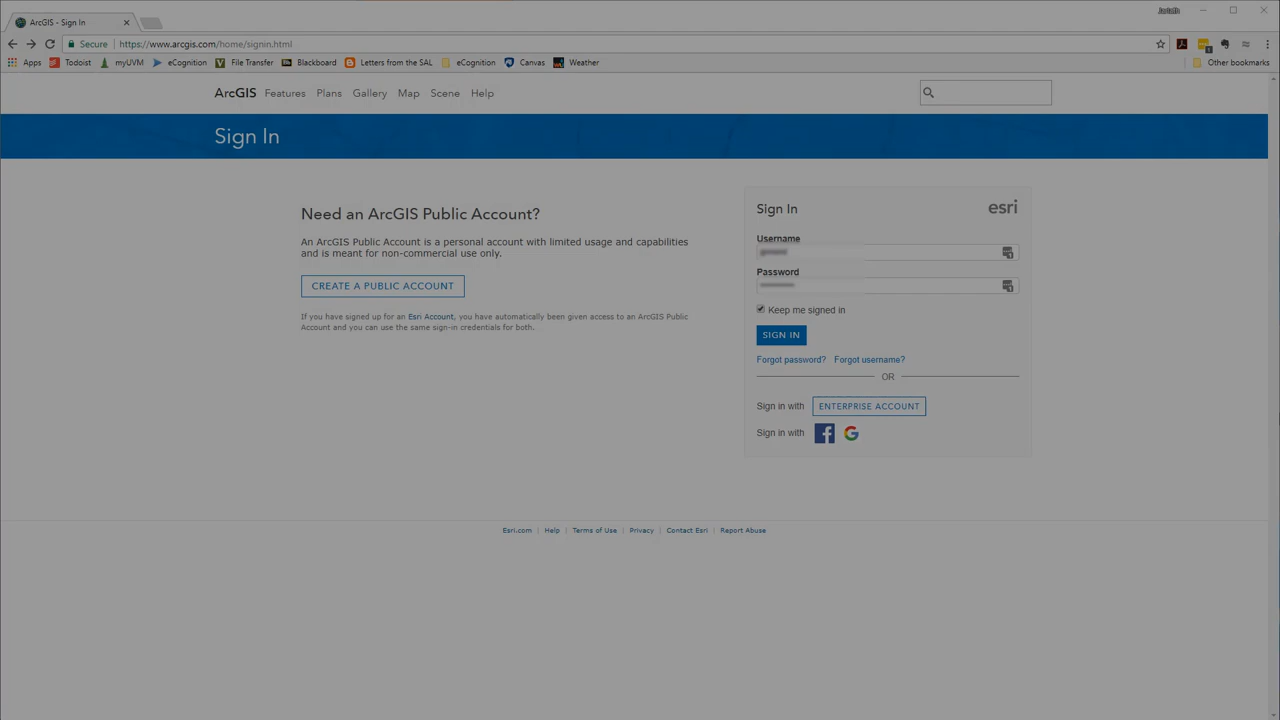 ArcGIS - Sign In
Secure
https://www.arcgis.com/home/signin.html
Apps Todoist myUVM eCognition File Transfer Blackboard Letters from the SAL eCognition Canvas Weather Other bookmarks
ArcGIS Features Plans Gallery Map Scene Help
Sign In
Need an ArcGIS Public Account?
An ArcGIS Public Account is a personal account with limited usage and capabilities
and is meant for non-commercial use only.
CREATE A PUBLIC ACCOUNT
If you have signed up for an Esri Account, you have automatically been given access to an ArcGIS Public
Account and you can use the same sign-in credentials for both.
Sign In esri
Username
Password
Keep me signed in
SIGN IN
Forgot password? Forgot username?
OR
Sign in with ENTERPRISE ACCOUNT
Sign in with
Esri.com | Help | Terms of Use | Privacy | Contact Esri | Report Abuse